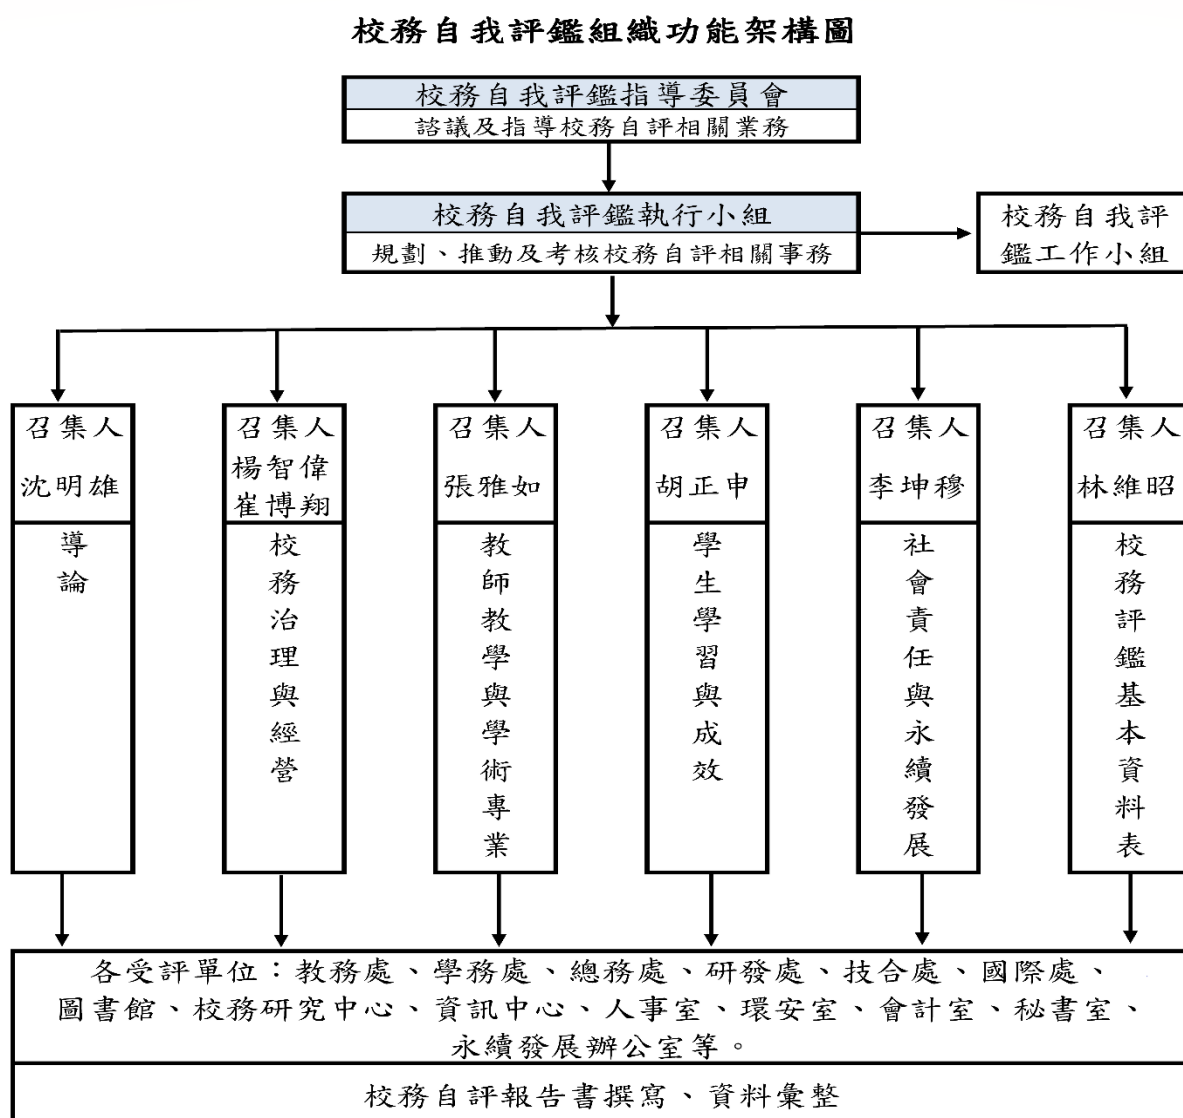 校務自我評鑑組織功能架構圖
校務自我評鑑指導委員會
諮議及指導校務自評相關業務
校務自我評鑑執行小組
規劃、推動及考核校務自評相關事務
校務自我評
鑑工作小組
召集人
沈明雄
導論
召集人
楊智偉
崔博翔
校務治理與經營
召集人
張雅如
教師教學與學術專業
召集人
胡正申
學生學習與成效
召集人
李坤穆
社會責任與永續發展
召集人
林維昭
校務評鑑基本資料表
各受評單位：教務處、學務處、總務處、研發處、技合處、國際處、
圖書館、校務研究中心、資訊中心、人事室、環安室、會計室、秘書室、
永續發展辦公室等。
校務自評報告書撰寫、資料彙整